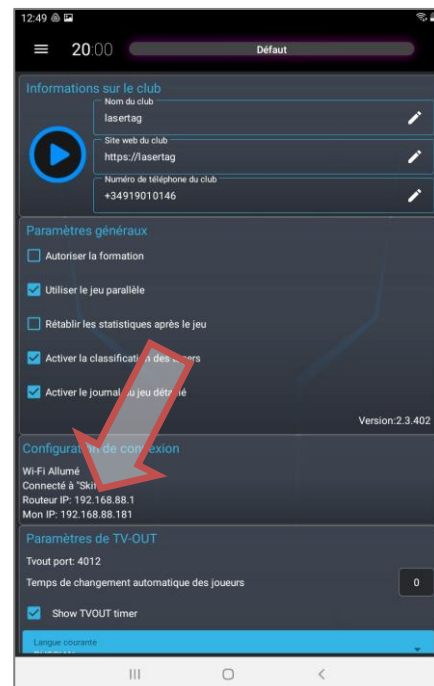 12:49
20:00 Défaut
Informations sur le club
Nom du club
lasertag
Site web du club
https://lasertag
Numéro de téléphone du club
+34919010146
Paramètres généraux
Autoriser la formation
Utiliser le jeu parallèle
Rétablir les statistiques après le jeu
Activer la classification des
Activer le journal du jeu détaillé
Version:2.3.402
Configuration de connexion
Wi-Fi Allumé
Connecté à
Routeur IP: 192.168.88.1
Mon IP: 192.168.88.181
Paramètres de TV-OUT
Tvout port: 4012
Temps de changement automatique des joueurs 0
Show TVOUT timer
Langue courante